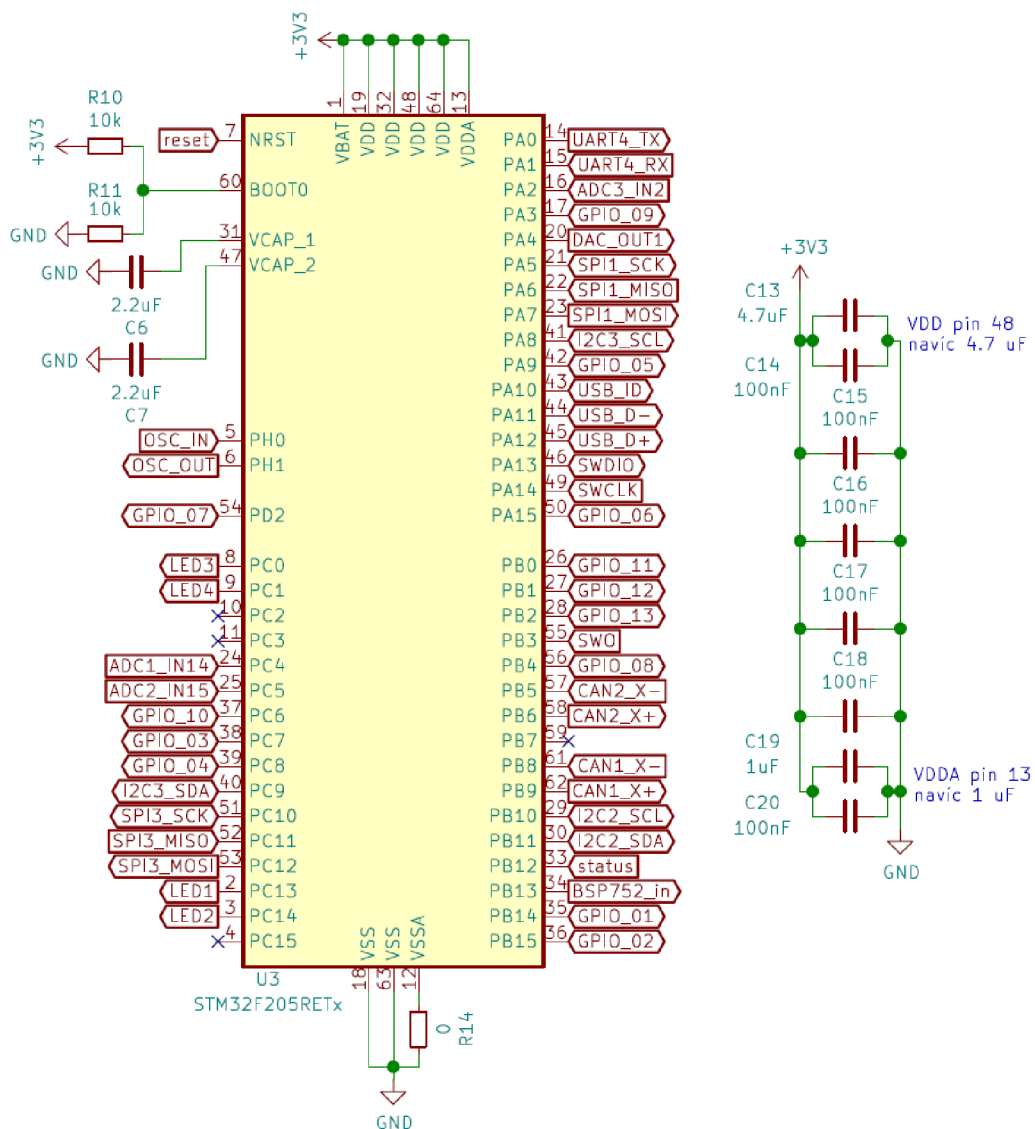 +3V3
1
19
32
48
64
13
VBAT
VDD
VDD
VDD
VDD
VDDA
R10
10k
+3V3
reset
7
NRST
R11
10k
60
BOOT0
GND
31
VCAP_1
47
VCAP_2
GND
2.2uF
C6
GND
2.2uF
C7
OSC_IN
5
PH0
OSC_OUT
6
PH1
GPIO_07
54
PD2
LED3
8
PC0
LED4
9
PC1
10
PC2
11
PC3
ADC1_IN14
24
PC4
ADC2_IN15
25
PC5
GPIO_10
37
PC6
GPIO_03
38
PC7
GPIO_04
39
PC8
I2C3_SDA
40
PC9
SPI3_SCK
51
PC10
SPI3_MISO
52
PC11
SPI3_MOSI
53
PC12
LED1
2
PC13
LED2
3
PC14
4
PC15
PA0
14
UART4_TX
PA1
15
UART4_RX
PA2
16
ADC3_IN2
PA3
17
GPIO_09
PA4
20
DAC_OUT1
PA5
21
SPI1_SCK
PA6
22
SPI1_MISO
PA7
23
SPI1_MOSI
PA8
41
I2C3_SCL
PA9
42
GPIO_05
PA10
43
USB_ID
PA11
44
USB_D-
PA12
45
USB_D+
PA13
46
SWDIO
PA14
49
SWCLK
PA15
50
GPIO_06
PB0
26
GPIO_11
PB1
27
GPIO_12
PB2
28
GPIO_13
PB3
55
SWO
PB4
56
GPIO_08
PB5
57
CAN2_X-
PB6
58
CAN2_X+
PB7
59
PB8
61
CAN1_X-
PB9
62
CAN1_X+
PB10
29
I2C2_SCL
PB11
30
I2C2_SDA
PB12
33
status
PB13
34
BSP752_in
PB14
35
GPIO_01
PB15
36
GPIO_02
VSS
VSS
VSSA
18
63
12
U3
STM32F205RETx
0
R14
GND
+3V3
C13
4.7uF
VDD pin 48
navíc 4.7 uF
C14
100nF
C15
100nF
C16
100nF
C17
100nF
C18
100nF
C19
1uF
VDDA pin 13
navíc 1 uF
C20
100nF
GND